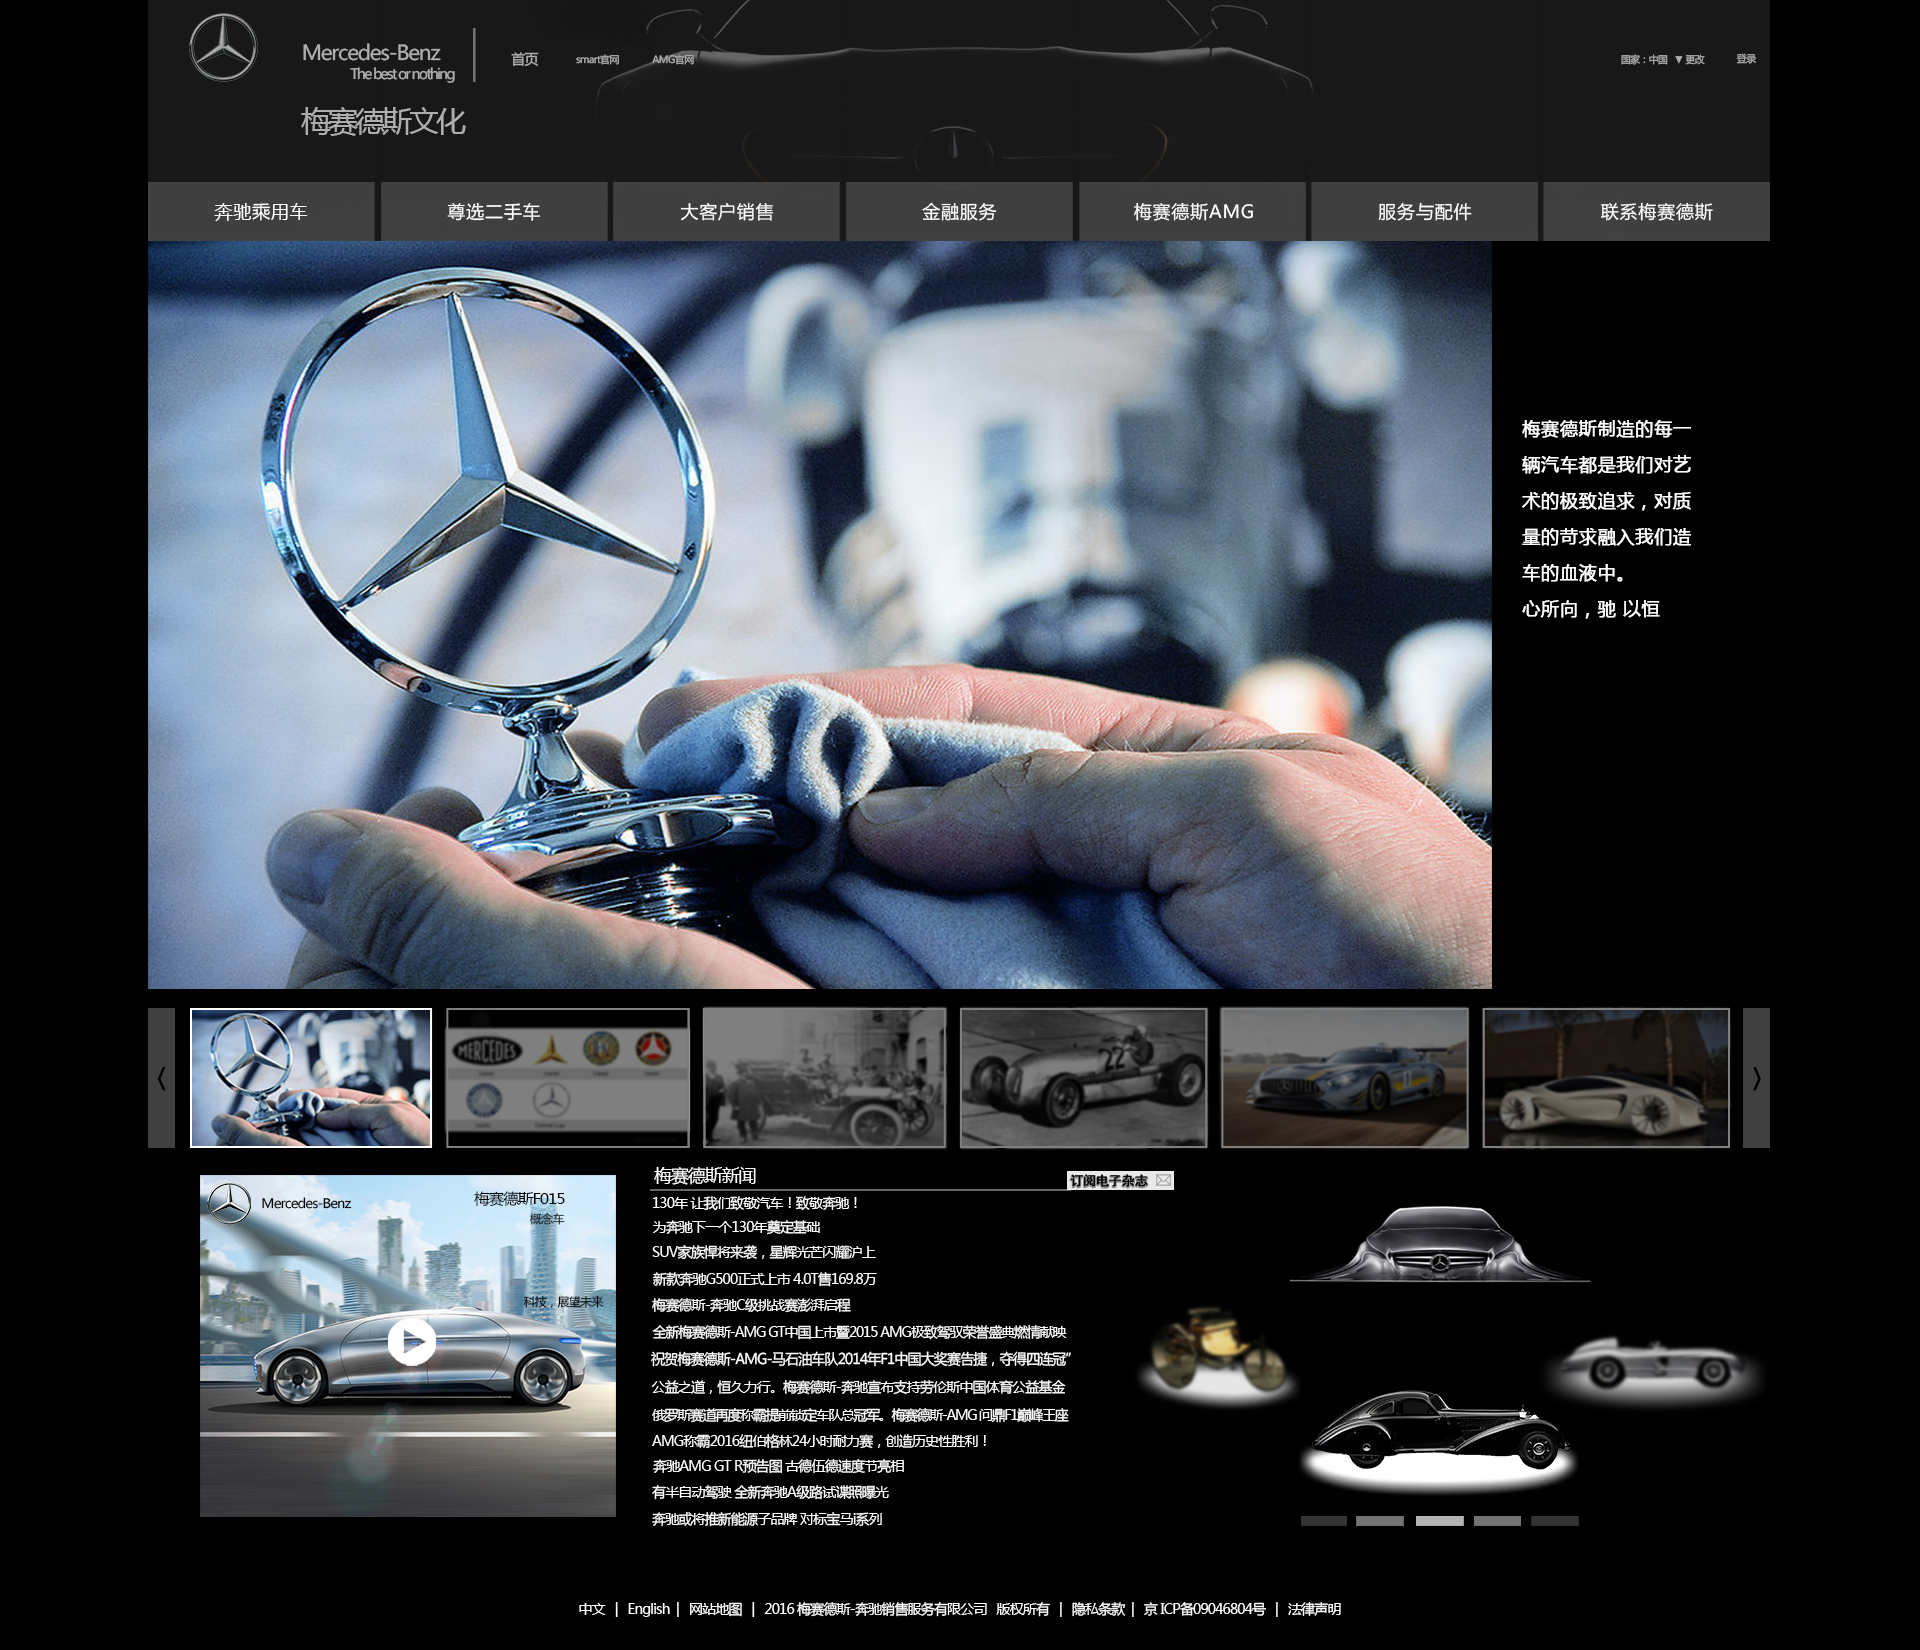 Mercedes-Benz
The best or nothing
首页 smart官网 AMG官网
国家：中国 ▼更改 登录
梅赛德斯文化
奔驰乘用车 尊选二手车 大客户销售 金融服务 梅赛德斯AMG 服务与配件 联系梅赛德斯
梅赛德斯制造的每一
辆汽车都是我们对艺
术的极致追求，对质
量的苛求融入我们造
车的血液中。
心所向，驰 以恒
MERCEDES
22
Mercedes-Benz
梅赛德斯F015
概念车
科技，展望未来
梅赛德斯新闻
订阅电子杂志
130年 让我们致敬汽车！致敬奔驰！
为奔驰下一个130年奠定基础
SUV家族悍将来袭，星辉光芒闪耀沪上
新款奔驰G500正式上市 4.0T售169.8万
梅赛德斯-奔驰C级挑战赛澎湃启程
全新梅赛德斯-AMG GT中国上市暨2015 AMG极致驾驭荣誉盛典燃情献映
祝贺梅赛德斯-AMG-马石油车队2014年F1中国大奖赛告捷，夺得四连冠”
公益之道，恒久力行。梅赛德斯-奔驰宣布支持劳伦斯中国体育公益基金
俄罗斯赛道再度称霸提前锁定车队总冠军。梅赛德斯-AMG 问鼎F1巅峰王座
AMG称霸2016纽伯格林24小时耐力赛，创造历史性胜利！
奔驰AMG GT R预告图 古德伍德速度节亮相
有半自动驾驶 全新奔驰A级路试谍照曝光
奔驰或将推新能源子品牌 对标宝马i系列
中文 | English | 网站地图 | 2016 梅赛德斯-奔驰销售服务有限公司 版权所有 | 隐私条款 | 京 ICP备09046804号 | 法律声明